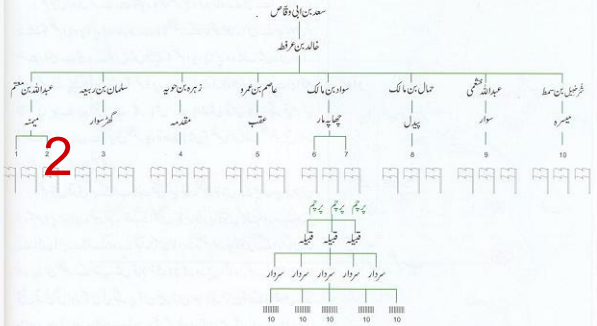 سعد بن ابی وقاص
خالد بن عرفطہ
شرحبیل بن سمط عبداللہ خثعمی حمال بن مالک سواد بن مالک عاصم بن عمرو زہرہ بن حویہ سلمان بن ربیعہ عبداللہ بن معتم
میسرہ سوار پیدل چھاپہ مار عقب مقدمہ گھڑسوار میمنہ
10 9 8 7 6 5 4 3 2 1
2
پرچم پرچم پرچم
قبیلہ قبیلہ قبیلہ
سردار سردار سردار سردار سردار
10 10 10 10 10